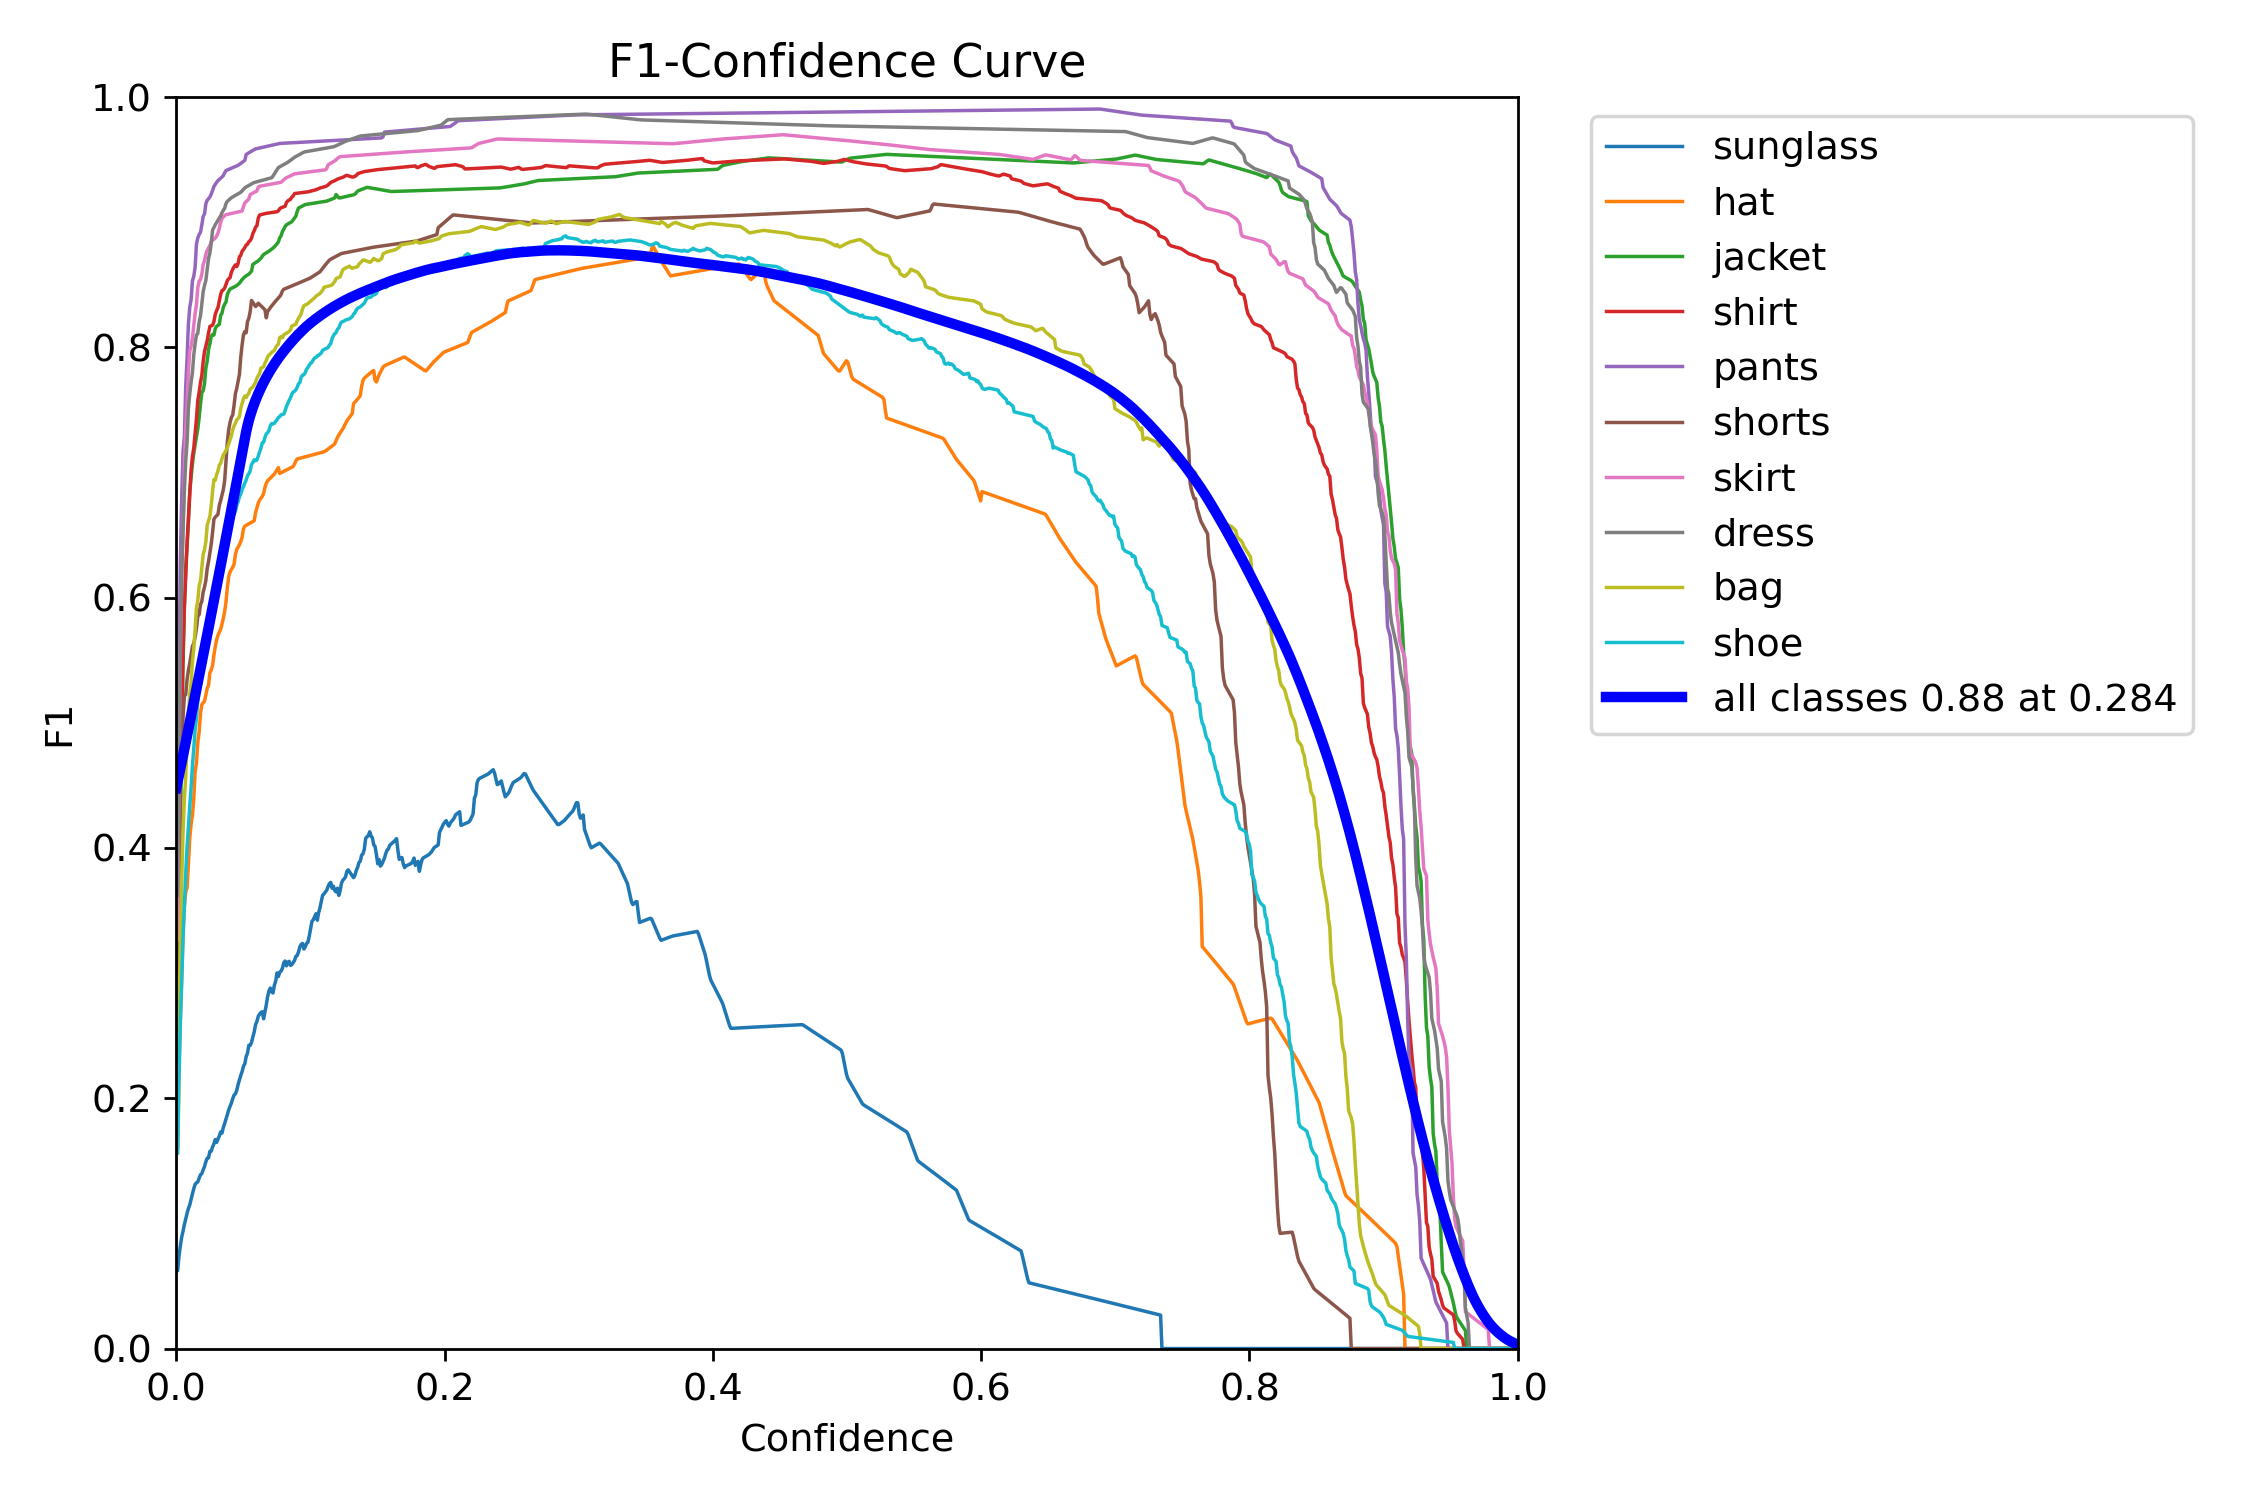 F1-Confidence Curve
1.0
0.8
0.6
0.4
0.2
0.0
F1
0.0 0.2 0.4 0.6 0.8 1.0
Confidence
sunglass
hat
jacket
shirt
pants
shorts
skirt
dress
bag
shoe
all classes 0.88 at 0.284